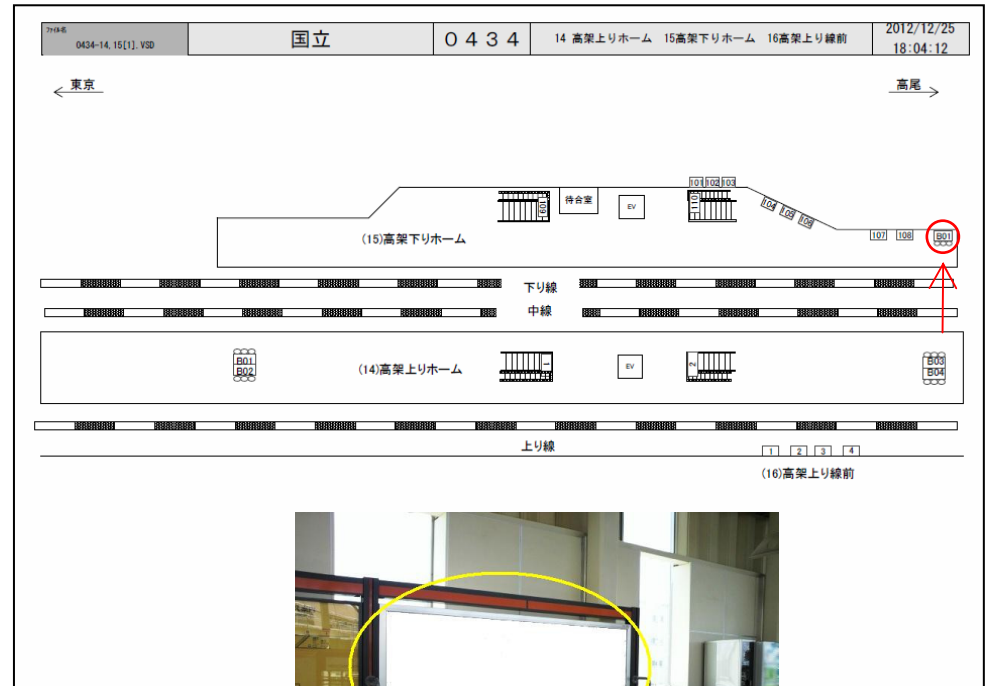 ファイル名
0434-14,15[1].VSD
国立
0434
14 高架上りホーム 15高架下りホーム 16高架上り線前
2012/12/25
18:04:12
東京
高尾
101 102 103
109
待合室
EV
110
104 105 106
107 108 B01
(15)高架下りホーム
下り線
中線
B01
B02
(14)高架上りホーム
1
EV
2
B03
B04
上り線
1 2 3 4
(16)高架上り線前